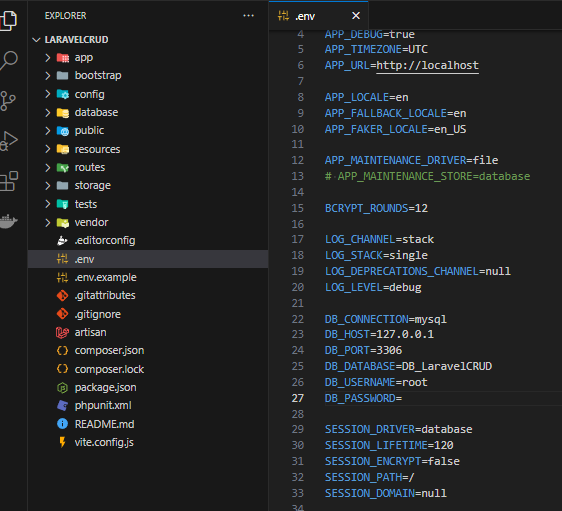 EXPLORER
LARAVELCRUD
app
bootstrap
config
database
public
resources
routes
storage
tests
vendor
.editorconfig
.env
.env.example
.gitattributes
.gitignore
artisan
composer.json
composer.lock
package.json
phpunit.xml
README.md
vite.config.js
.env
4 APP_DEBUG=true
5 APP_TIMEZONE=UTC
6 APP_URL=http://localhost
7
8 APP_LOCALE=en
9 APP_FALLBACK_LOCALE=en
10 APP_FAKER_LOCALE=en_US
11
12 APP_MAINTENANCE_DRIVER=file
13 # APP_MAINTENANCE_STORE=database
14
15 BCRYPT_ROUNDS=12
16
17 LOG_CHANNEL=stack
18 LOG_STACK=single
19 LOG_DEPRECATIONS_CHANNEL=null
20 LOG_LEVEL=debug
21
22 DB_CONNECTION=mysql
23 DB_HOST=127.0.0.1
24 DB_PORT=3306
25 DB_DATABASE=DB_LaravelCRUD
26 DB_USERNAME=root
27 DB_PASSWORD=
28
29 SESSION_DRIVER=database
30 SESSION_LIFETIME=120
31 SESSION_ENCRYPT=false
32 SESSION_PATH=/
33 SESSION_DOMAIN=null
34